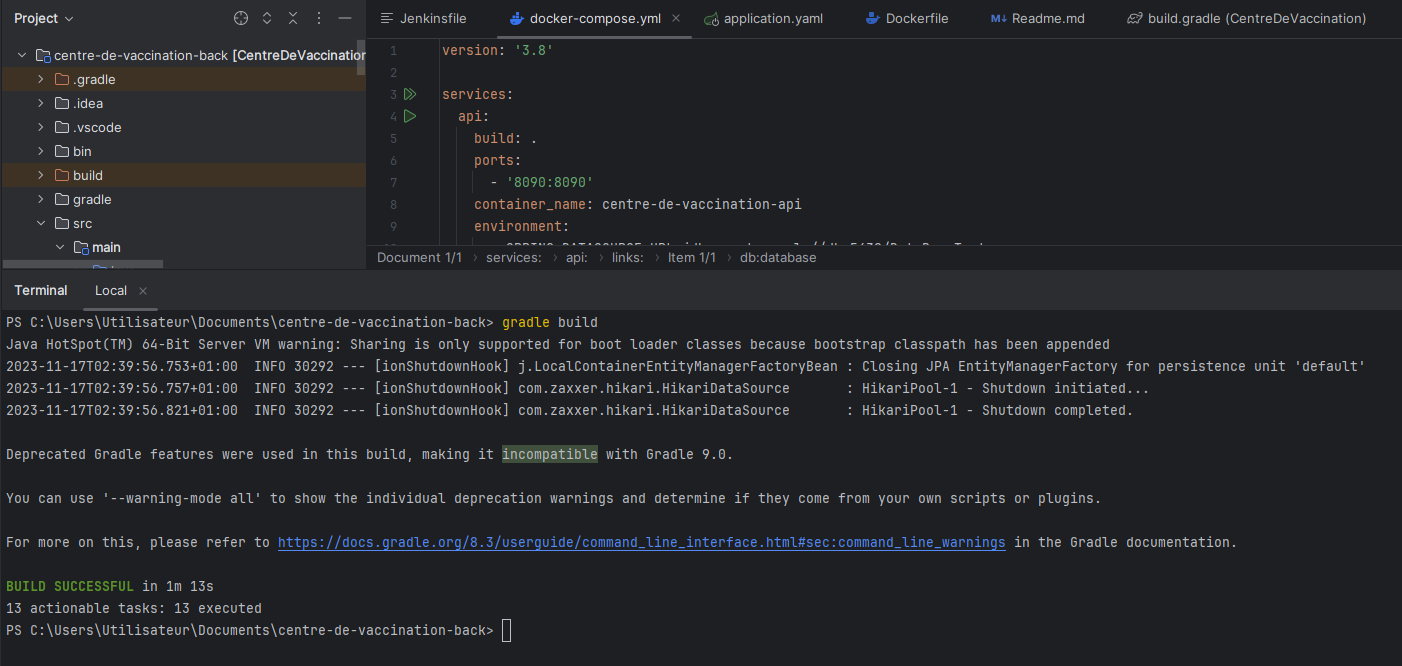 Project
Jenkinsfile
docker-compose.yml
application.yaml
Dockerfile
Readme.md
build.gradle (CentreDeVaccination)
centre-de-vaccination-back [CentreDeVaccination
.gradle
.idea
.vscode
bin
build
gradle
src
main
1 version: '3.8'
2
3 services:
4 api:
5 build: .
6 ports:
7 - '8090:8090'
8 container_name: centre-de-vaccination-api
9 environment:
Document 1/1 › services: › api: › links: › Item 1/1 › db:database
Terminal
Local
PS C:\Users\Utilisateur\Documents\centre-de-vaccination-back> gradle build
Java HotSpot(TM) 64-Bit Server VM warning: Sharing is only supported for boot loader classes because bootstrap classpath has been appended
2023-11-17T02:39:56.753+01:00  INFO 30292 --- [ionShutdownHook] j.LocalContainerEntityManagerFactoryBean : Closing JPA EntityManagerFactory for persistence unit 'default'
2023-11-17T02:39:56.757+01:00  INFO 30292 --- [ionShutdownHook] com.zaxxer.hikari.HikariDataSource       : HikariPool-1 - Shutdown initiated...
2023-11-17T02:39:56.821+01:00  INFO 30292 --- [ionShutdownHook] com.zaxxer.hikari.HikariDataSource       : HikariPool-1 - Shutdown completed.
Deprecated Gradle features were used in this build, making it incompatible with Gradle 9.0.
You can use '--warning-mode all' to show the individual deprecation warnings and determine if they come from your own scripts or plugins.
For more on this, please refer to https://docs.gradle.org/8.3/userguide/command_line_interface.html#sec:command_line_warnings in the Gradle documentation.
BUILD SUCCESSFUL in 1m 13s
13 actionable tasks: 13 executed
PS C:\Users\Utilisateur\Documents\centre-de-vaccination-back>